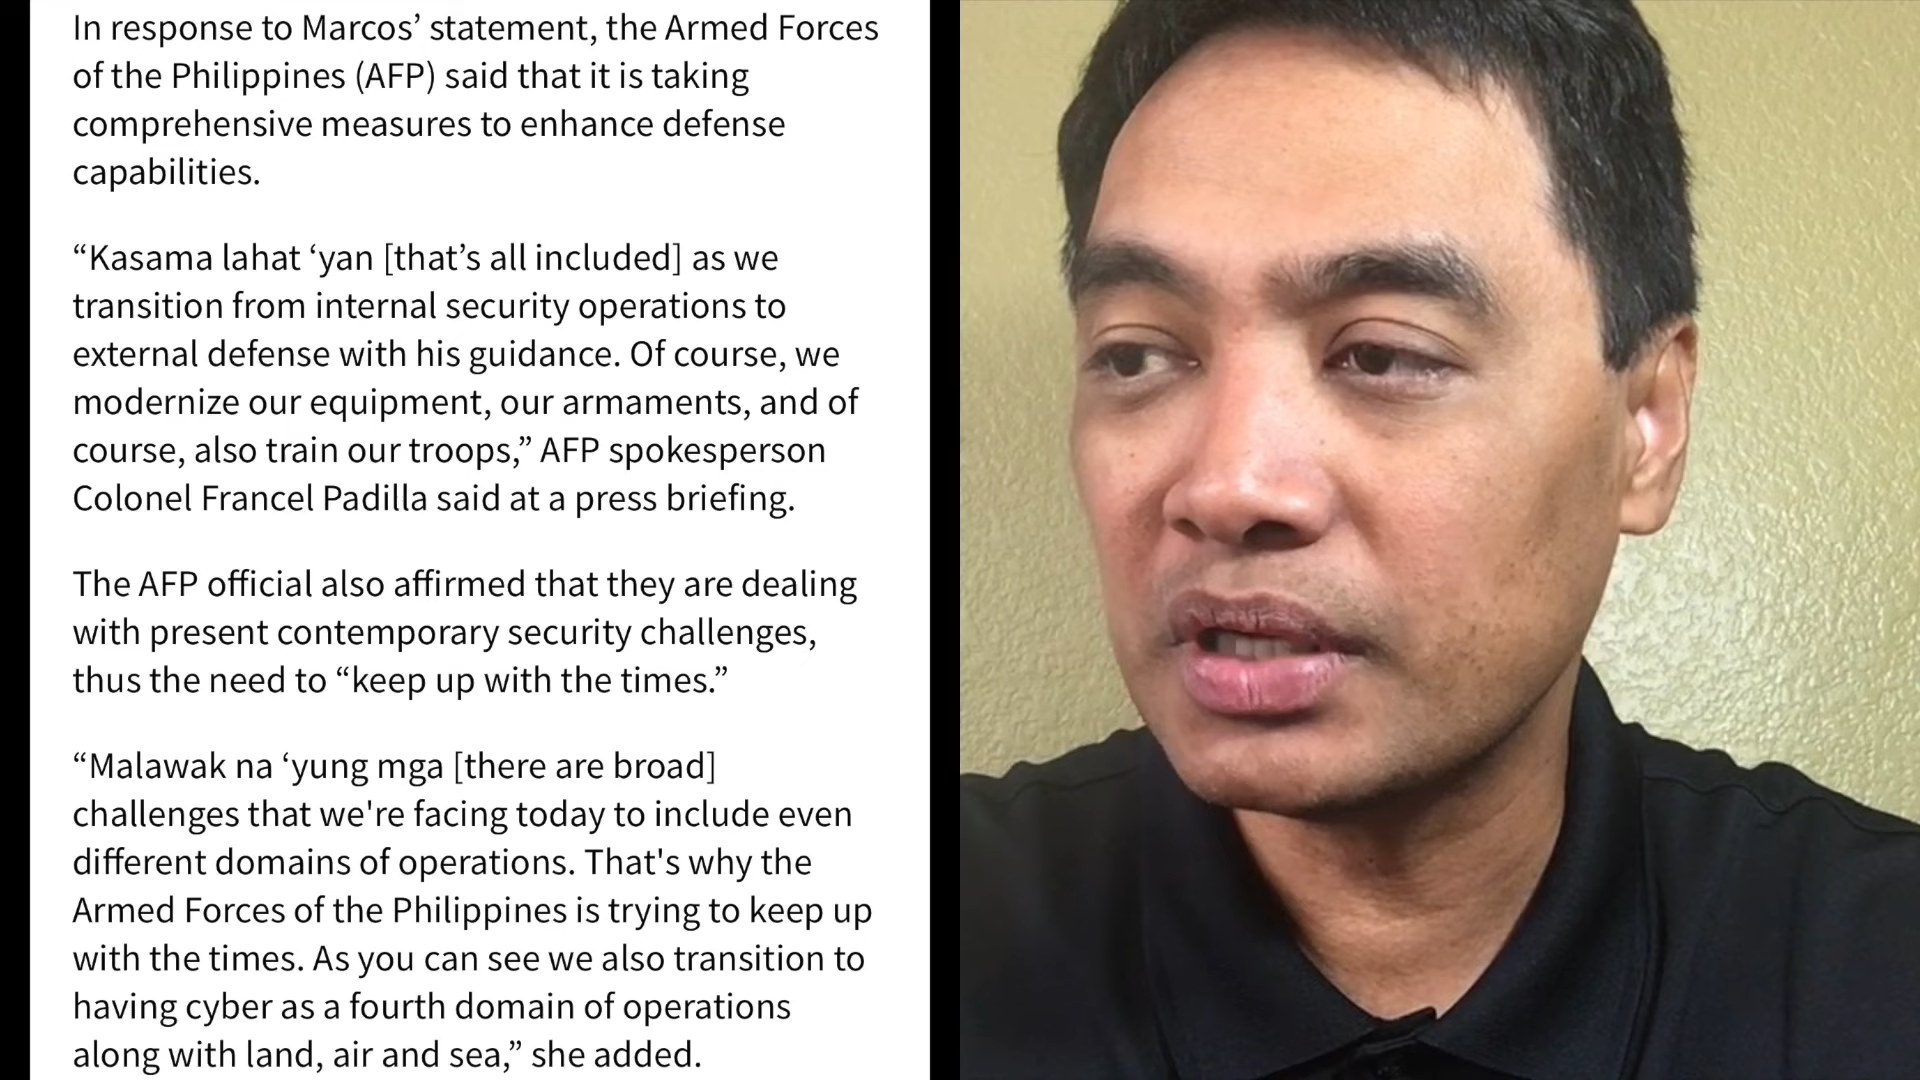 In response to Marcos’ statement, the Armed Forces
of the Philippines (AFP) said that it is taking
comprehensive measures to enhance defense
capabilities.
“Kasama lahat ‘yan [that’s all included] as we
transition from internal security operations to
external defense with his guidance. Of course, we
modernize our equipment, our armaments, and of
course, also train our troops,” AFP spokesperson
Colonel Francel Padilla said at a press briefing.
The AFP official also affirmed that they are dealing
with present contemporary security challenges,
thus the need to “keep up with the times.”
“Malawak na ‘yung mga [there are broad]
challenges that we're facing today to include even
different domains of operations. That's why the
Armed Forces of the Philippines is trying to keep up
with the times. As you can see we also transition to
having cyber as a fourth domain of operations
along with land, air and sea,” she added.